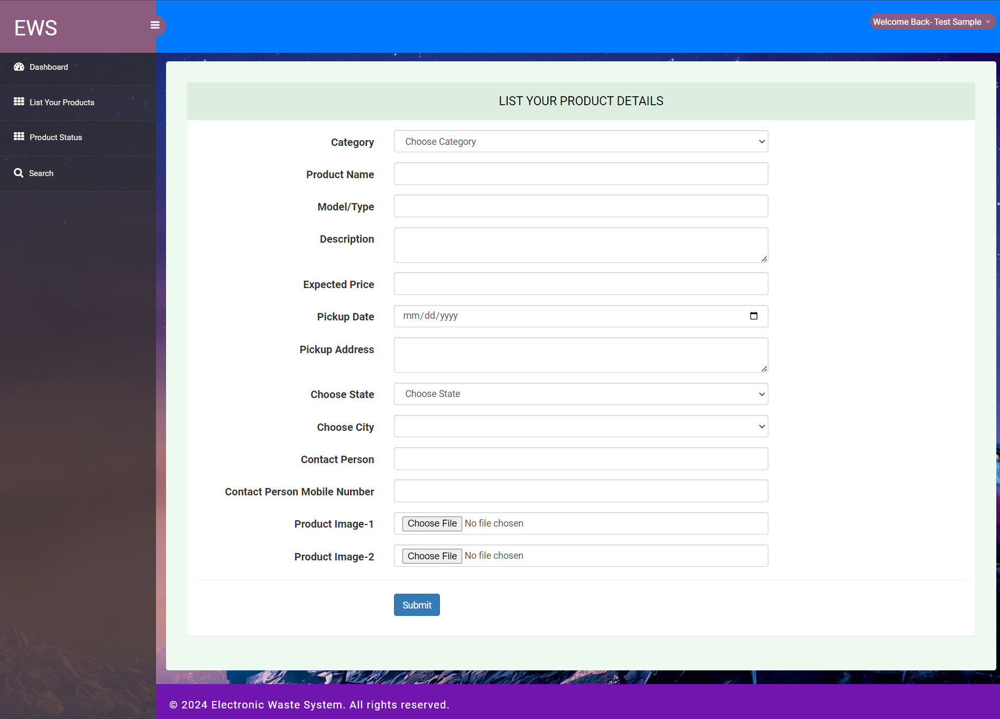 EWS
Welcome Back- Test Sample
Dashboard
List Your Products
Product Status
Search
LIST YOUR PRODUCT DETAILS
Category
Choose Category
Product Name
Model/Type
Description
Expected Price
Pickup Date
mm/dd/yyyy
Pickup Address
Choose State
Choose State
Choose City
Contact Person
Contact Person Mobile Number
Product Image-1
Choose File No file chosen
Product Image-2
Choose File No file chosen
Submit
© 2024 Electronic Waste System. All rights reserved.